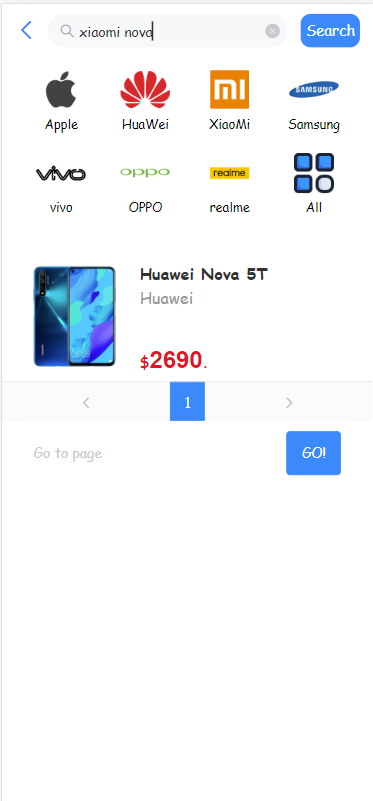 xiaomi nova
Search
Apple
HuaWei
XiaoMi
SAMSUNG
Samsung
vivo
oppo
realme
vivo
OPPO
realme
All
Huawei Nova 5T
Huawei
$2690.
1
Go to page
GO!